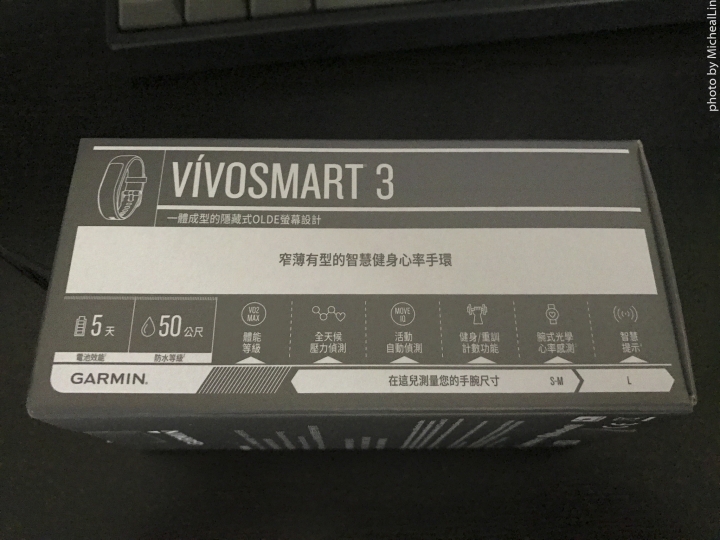 photo by MichealLin
VÍVOSMART 3
一體成型的隱藏式OLDE螢幕設計
窄薄有型的智慧健身心率手環
5天
電池效能
50公尺
防水等級
VO2
MAX
體能
等級
全天候
壓力偵測
MOVE
IQ
活動
自動偵測
健身/重訓
計數功能
腕式光學
心率感測
智慧
提示
GARMIN.
在這兒測量您的手腕尺寸
S-M
L